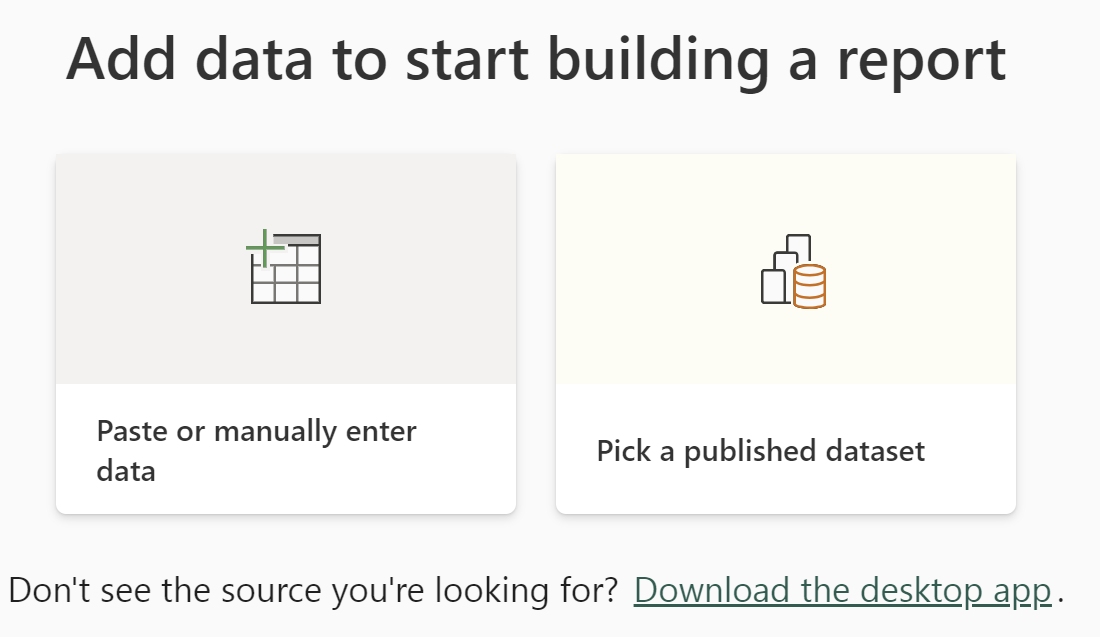 Add data to start building a report
Paste or manually enter
data
Pick a published dataset
Don't see the source you're looking for? Download the desktop app.